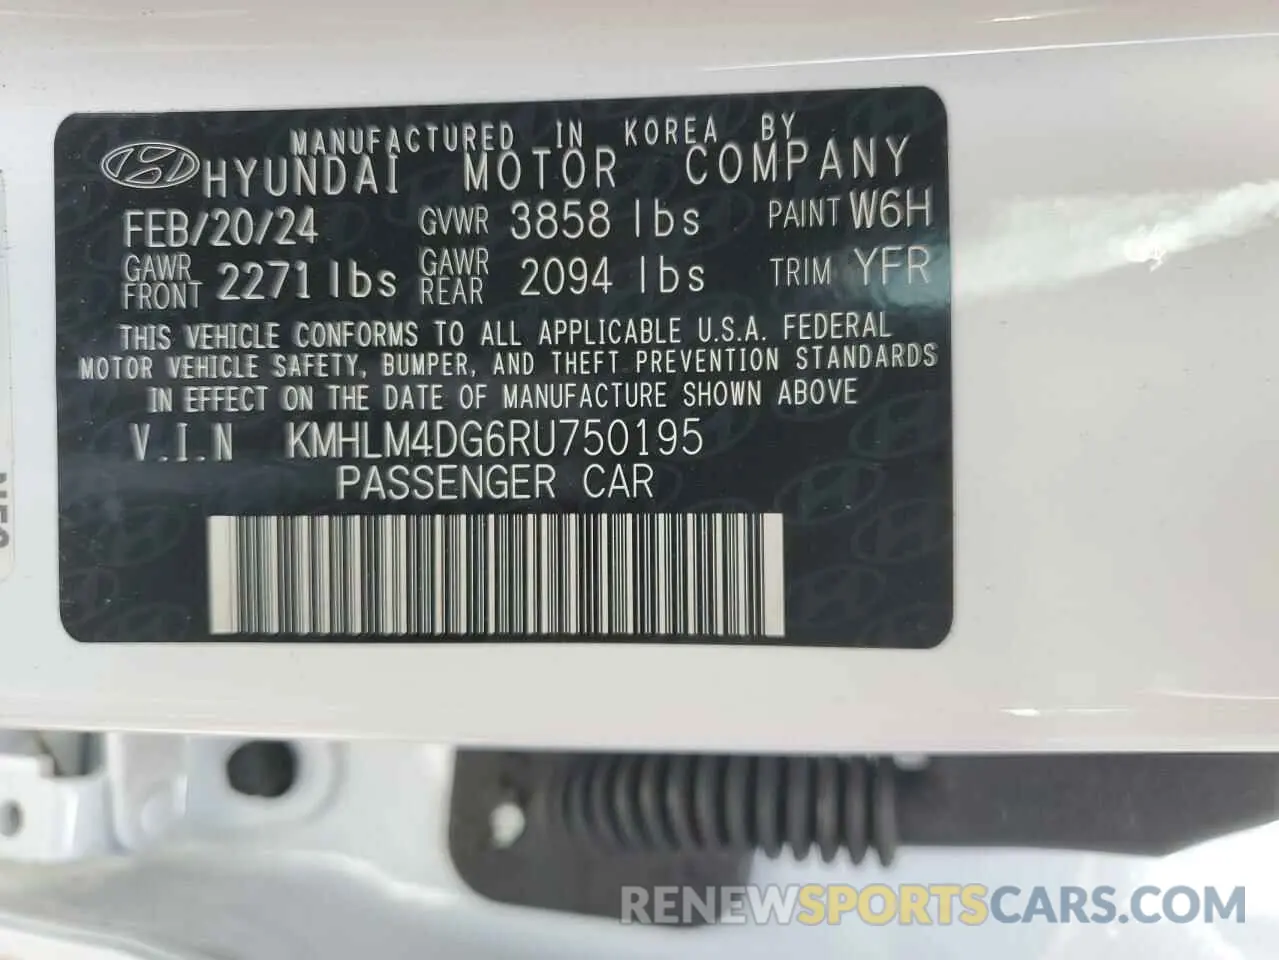 MANUFACTURED IN KOREA BY
HYUNDAI MOTOR COMPANY
FEB/20/24 GVWR 3858 lbs PAINT W6H
GAWR FRONT 2271 lbs GAWR REAR 2094 lbs TRIM YFR
THIS VEHICLE CONFORMS TO ALL APPLICABLE U.S.A. FEDERAL
MOTOR VEHICLE SAFETY, BUMPER, AND THEFT PREVENTION STANDARDS
IN EFFECT ON THE DATE OF MANUFACTURE SHOWN ABOVE
V.I.N KMHLM4DG6RU750195
PASSENGER CAR
RENEWSPORTSCARS.COM